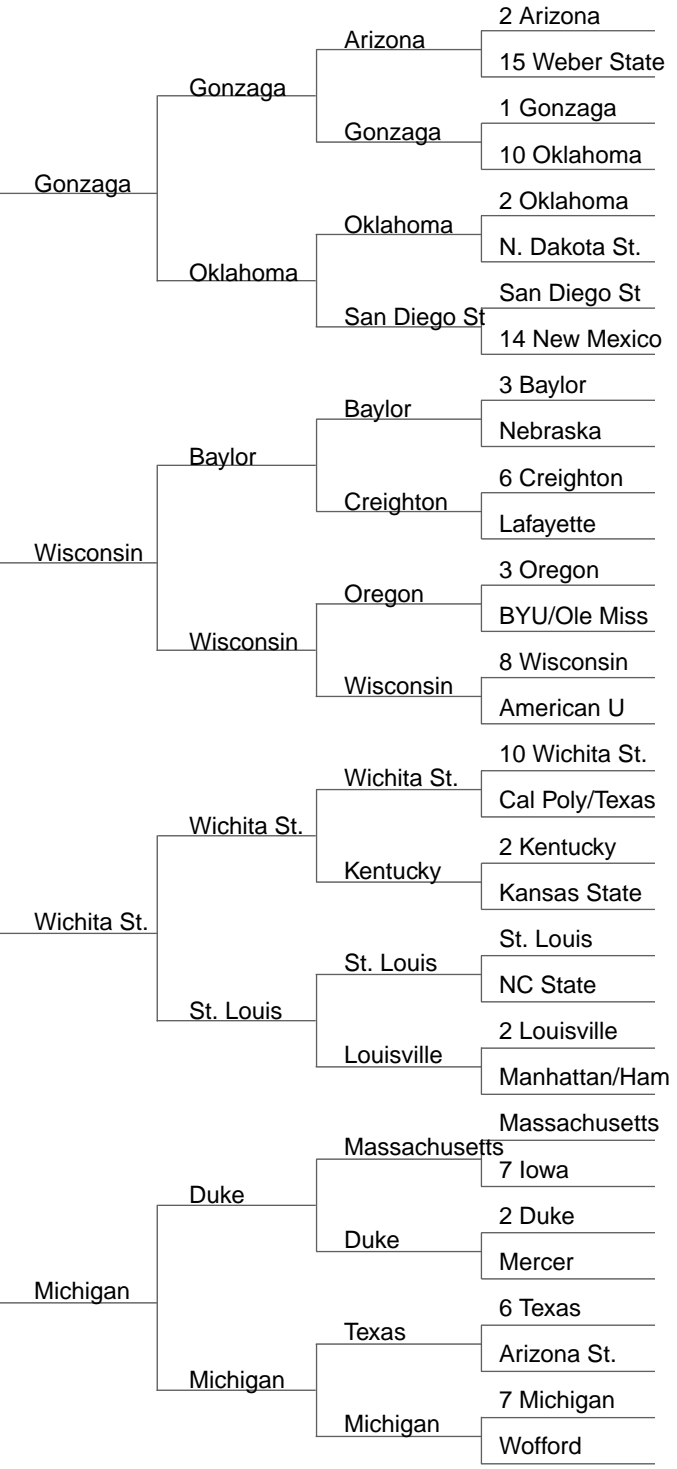 2 Arizona
Arizona
15 Weber State
Gonzaga
1 Gonzaga
Gonzaga
10 Oklahoma
Gonzaga
2 Oklahoma
Oklahoma
N. Dakota St.
Oklahoma
San Diego St
San Diego St
14 New Mexico
3 Baylor
Baylor
Nebraska
Baylor
6 Creighton
Creighton
Lafayette
Wisconsin
3 Oregon
Oregon
BYU/Ole Miss
Wisconsin
8 Wisconsin
Wisconsin
American U
10 Wichita St.
Wichita St.
Cal Poly/Texas
Wichita St.
2 Kentucky
Kentucky
Kansas State
Wichita St.
St. Louis
St. Louis
NC State
St. Louis
2 Louisville
Louisville
Manhattan/Ham
Massachusetts
Massachusetts
7 Iowa
Duke
2 Duke
Duke
Mercer
Michigan
6 Texas
Texas
Arizona St.
Michigan
7 Michigan
Michigan
Wofford